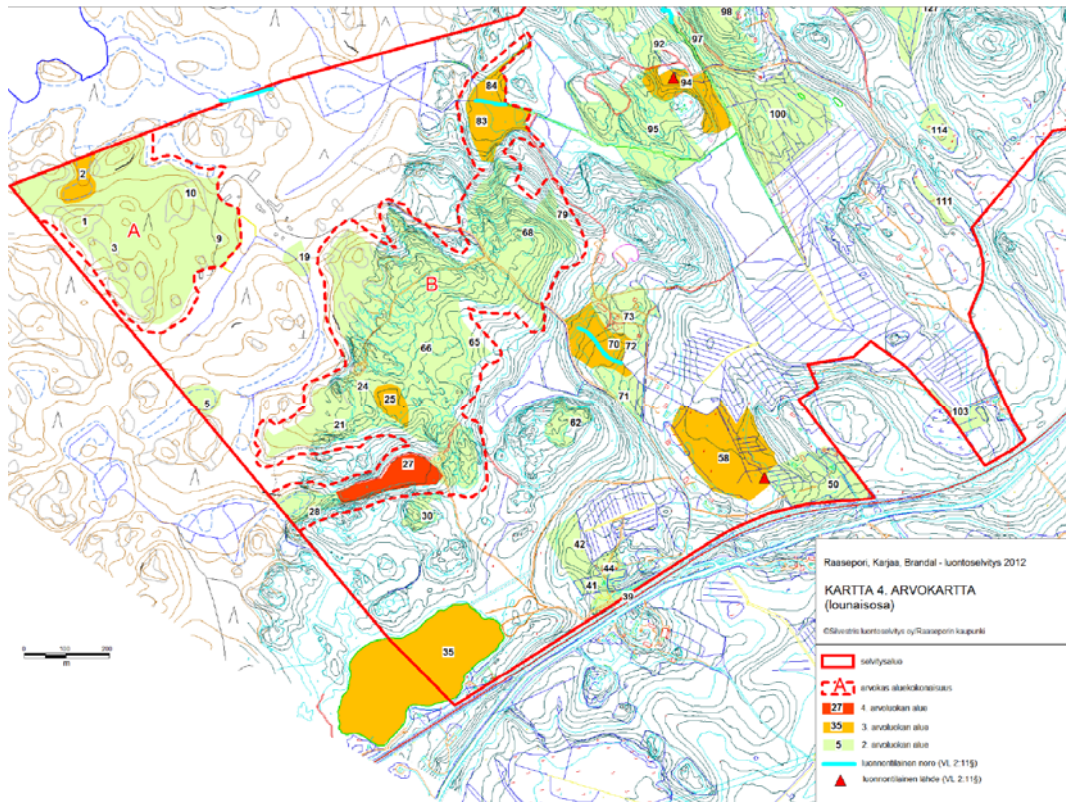 98
127
92
97
84
94
83
95
100
114
2
10
1
A
3
9
79
111
68
19
B
73
70
72
66
65
24
25
71
5
21
62
103
27
58
50
28
30
42
44
41
39
35
0 100 200
m
Raasepori, Karjaa, Brandal - luontoselvitys 2012
KARTTA 4. ARVOKARTTA
(lounaisosa)
©Silvestris luontoselvitys oy/Raaseporin kaupunki
selvitysalue
A arvokas aluekokonaisuus
27 4. arvoluokan alue
35 3. arvoluokan alue
5 2. arvoluokan alue
luonnontilainen noro (VL 2:11§)
luonnontilainen lähde (VL 2:11§)